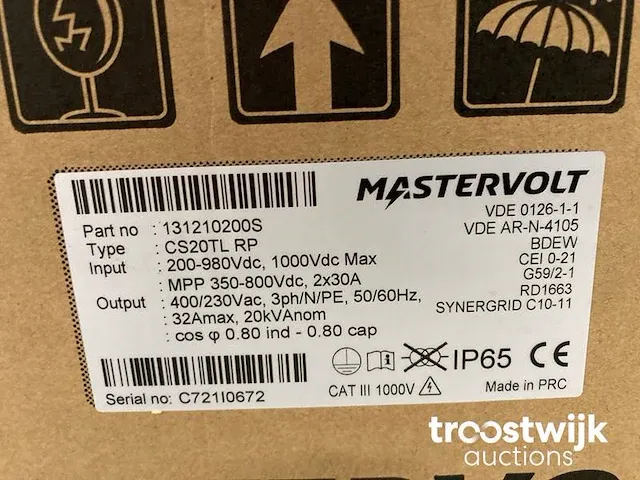 MASTERVOLT
Part no : 131210200S
Type : CS20TL RP
Input : 200-980Vdc, 1000Vdc Max
: MPP 350-800Vdc, 2x30A
Output : 400/230Vac, 3ph/N/PE, 50/60Hz,
: 32Amax, 20kVAnom
: cos φ 0.80 ind - 0.80 cap
VDE 0126-1-1
VDE AR-N-4105
BDEW
CEI 0-21
G59/2-1
RD1663
SYNERGRID C10-11
IP65 CE
CAT III 1000V
Made in PRC
Serial no: C721I0672
troostwijk
auctions